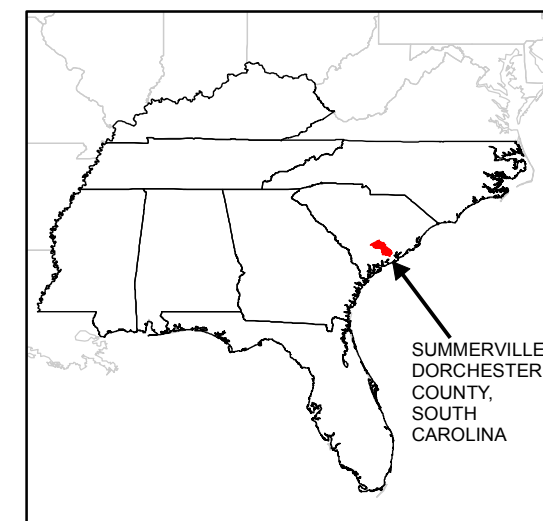 SUMMERVILLE
DORCHESTER
COUNTY,
SOUTH
CAROLINA